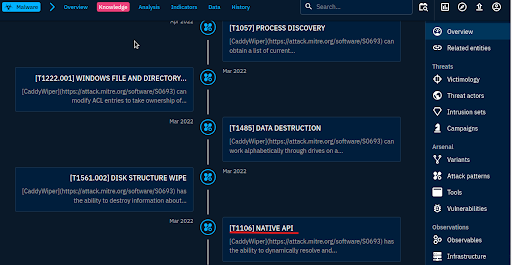 Malware
Overview
Knowledge
Analysis
Indicators
Data
History
Search...
Apr 2022
[T1057] PROCESS DISCOVERY
[CaddyWiper](https://attack.mitre.org/software/S0693) can
obtain a list of current...
Mar 2022
[T1222.001] WINDOWS FILE AND DIRECTORY...
[CaddyWiper](https://attack.mitre.org/software/S0693) can
modify ACL entries to take ownership of...
Mar 2022
[T1485] DATA DESTRUCTION
[CaddyWiper](https://attack.mitre.org/software/S0693) can
work alphabetically through drives on a...
Mar 2022
[T1561.002] DISK STRUCTURE WIPE
[CaddyWiper](https://attack.mitre.org/software/S0693) has
the ability to destroy information about...
Mar 2022
[T1106] NATIVE API
[CaddyWiper](https://attack.mitre.org/software/S0693) has
the ability to dynamically resolve and...
Overview
Related entities
Threats
Victimology
Threat actors
Intrusion sets
Campaigns
Arsenal
Variants
Attack patterns
Tools
Vulnerabilities
Observations
Observables
Infrastructure